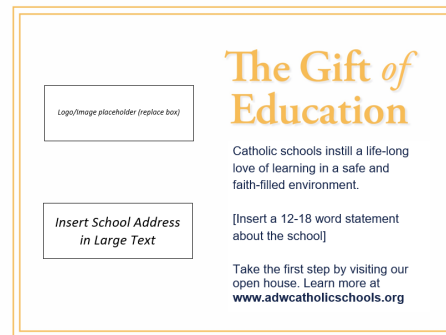 Logo/Image placeholder (replace box)
Insert School Address
in Large Text
The Gift of
Education
Catholic schools instill a life-long
love of learning in a safe and
faith-filled environment.
[Insert a 12-18 word statement
about the school]
Take the first step by visiting our
open house. Learn more at
www.adwcatholicschools.org